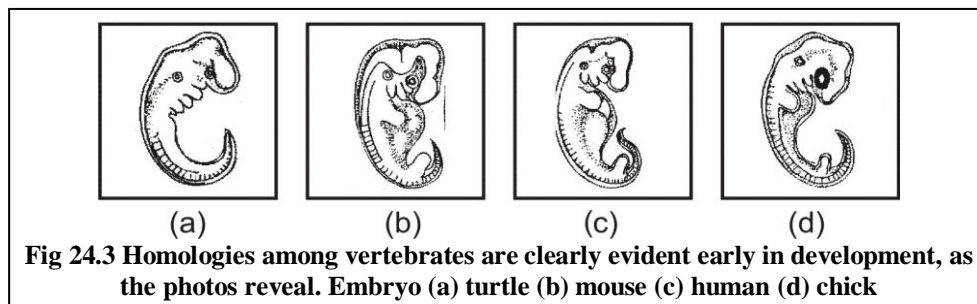 (a) (b) (c) (d)
Fig 24.3 Homologies among vertebrates are clearly evident early in development, as
the photos reveal. Embryo (a) turtle (b) mouse (c) human (d) chick